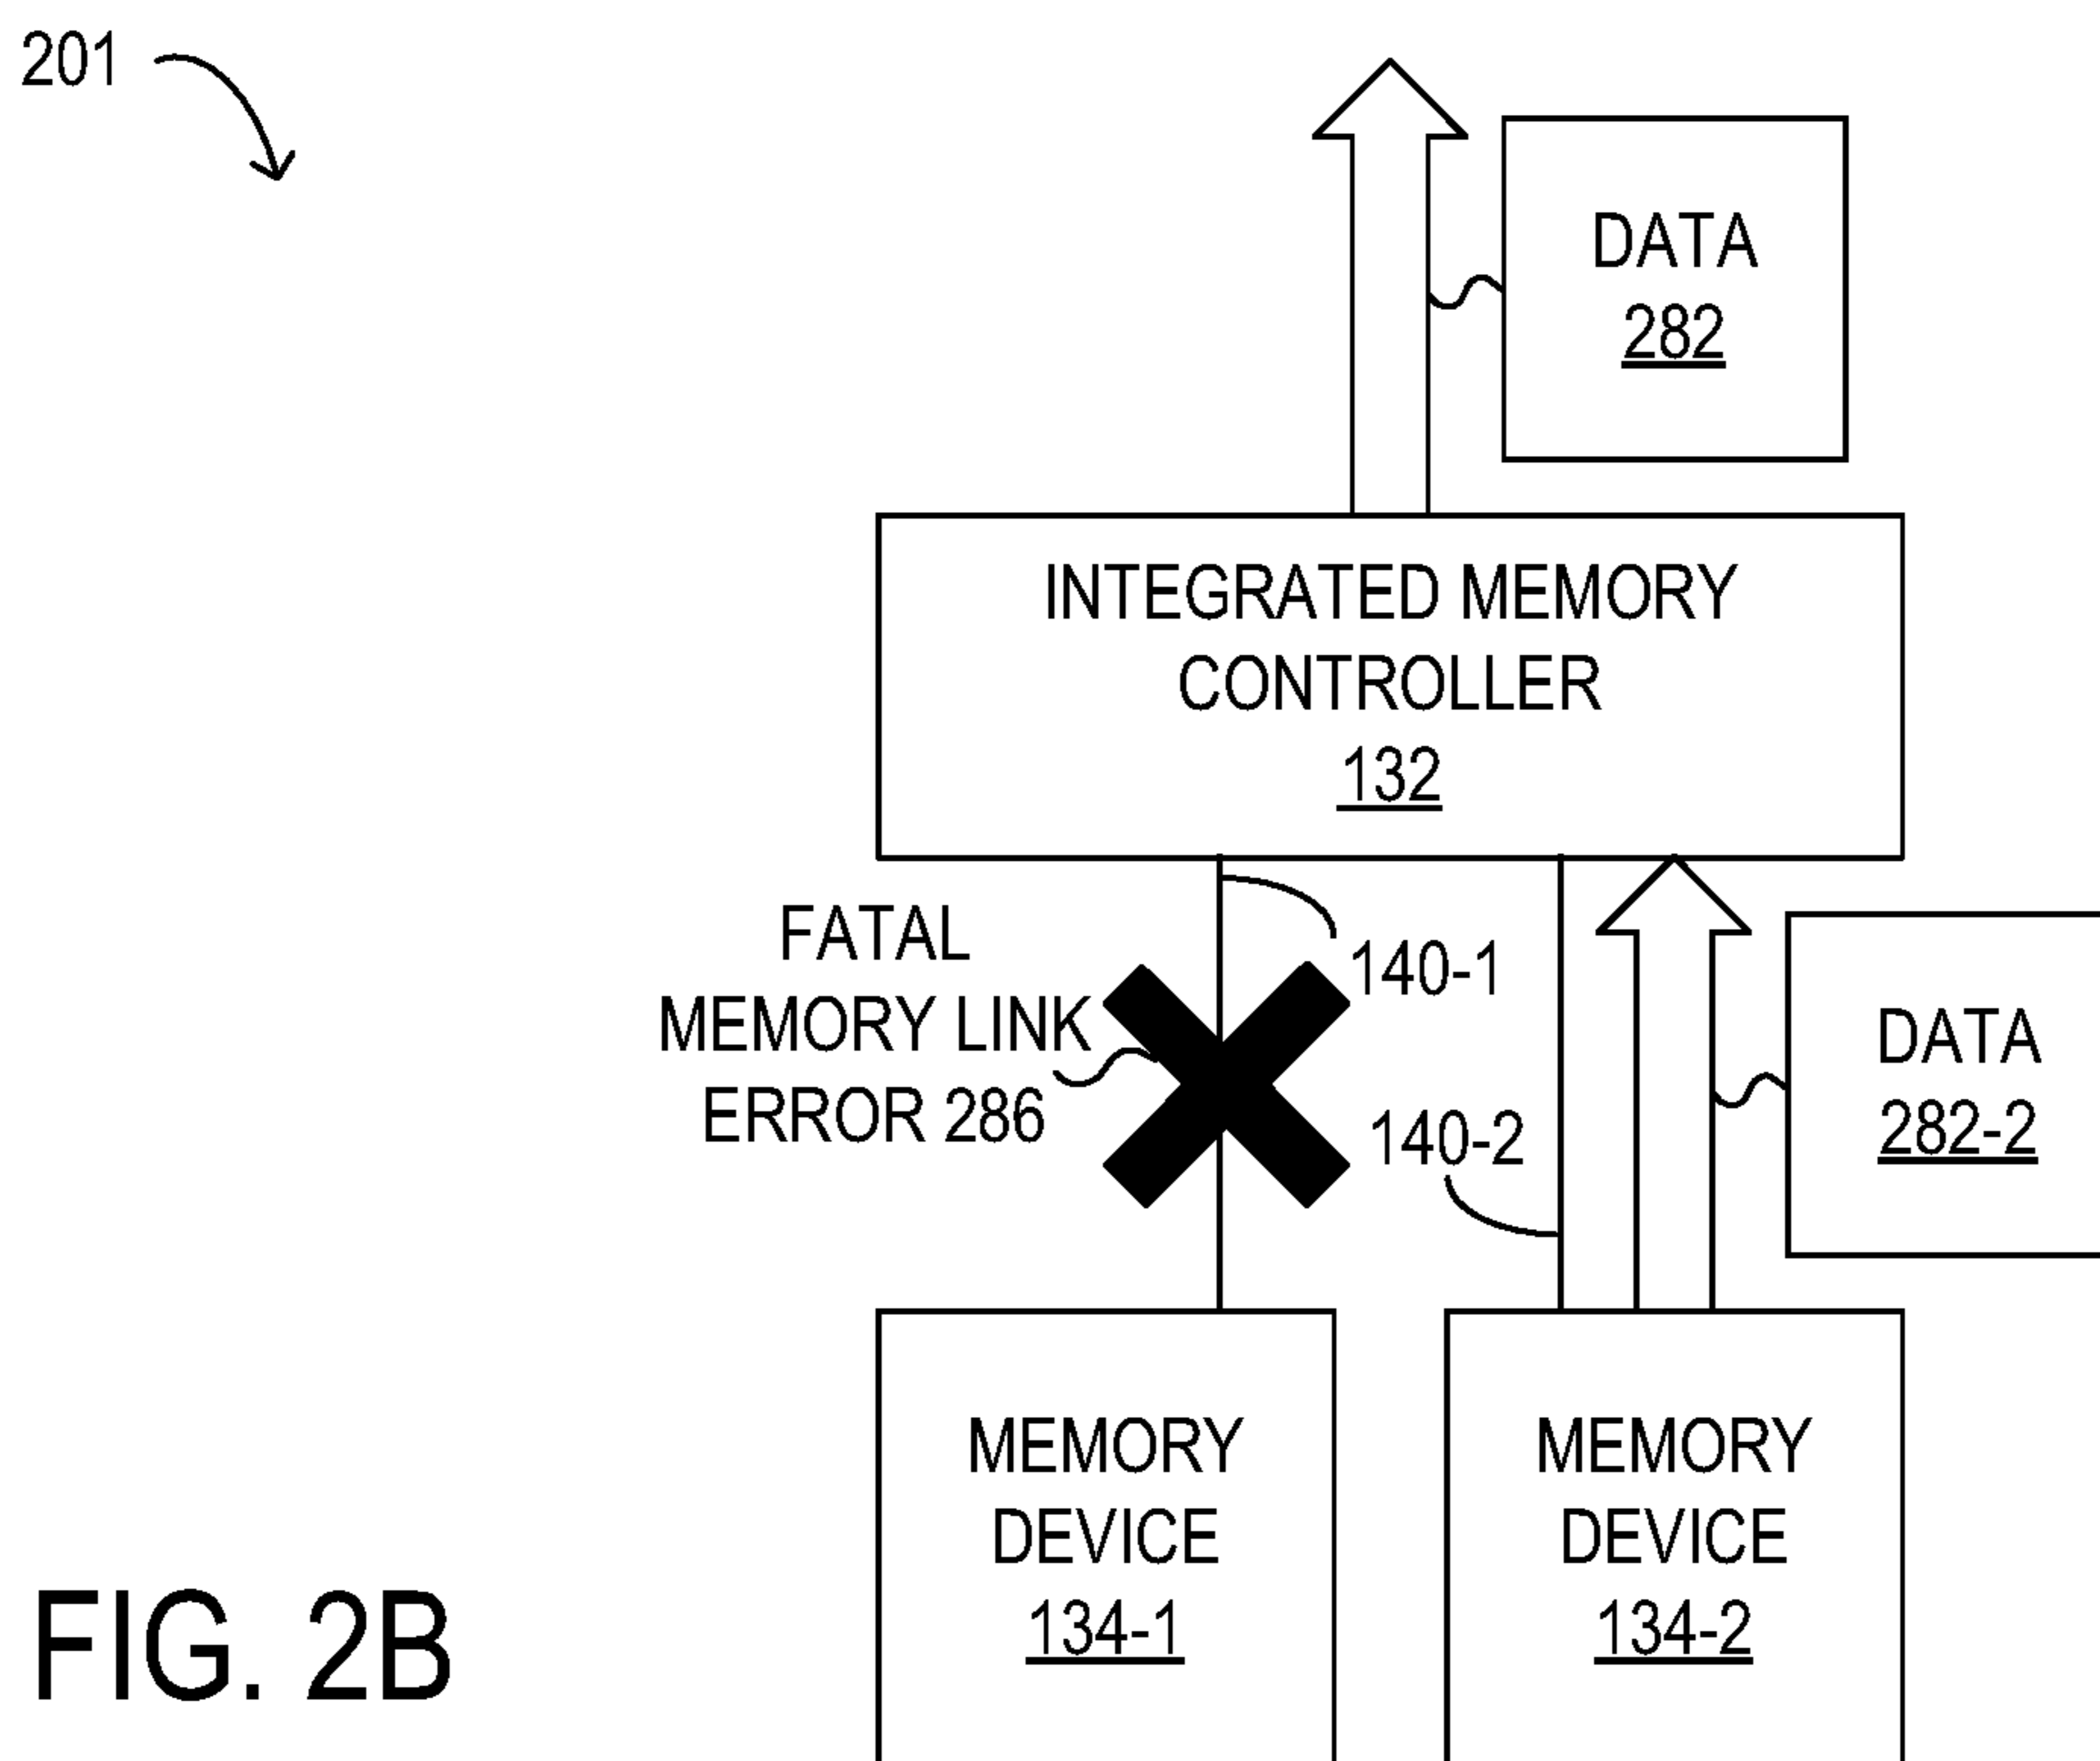 201
DATA
282
INTEGRATED MEMORY
CONTROLLER
132
FATAL
MEMORY LINK
ERROR 286
140-1
140-2
DATA
282-2
MEMORY
DEVICE
134-1
MEMORY
DEVICE
134-2
FIG. 2B